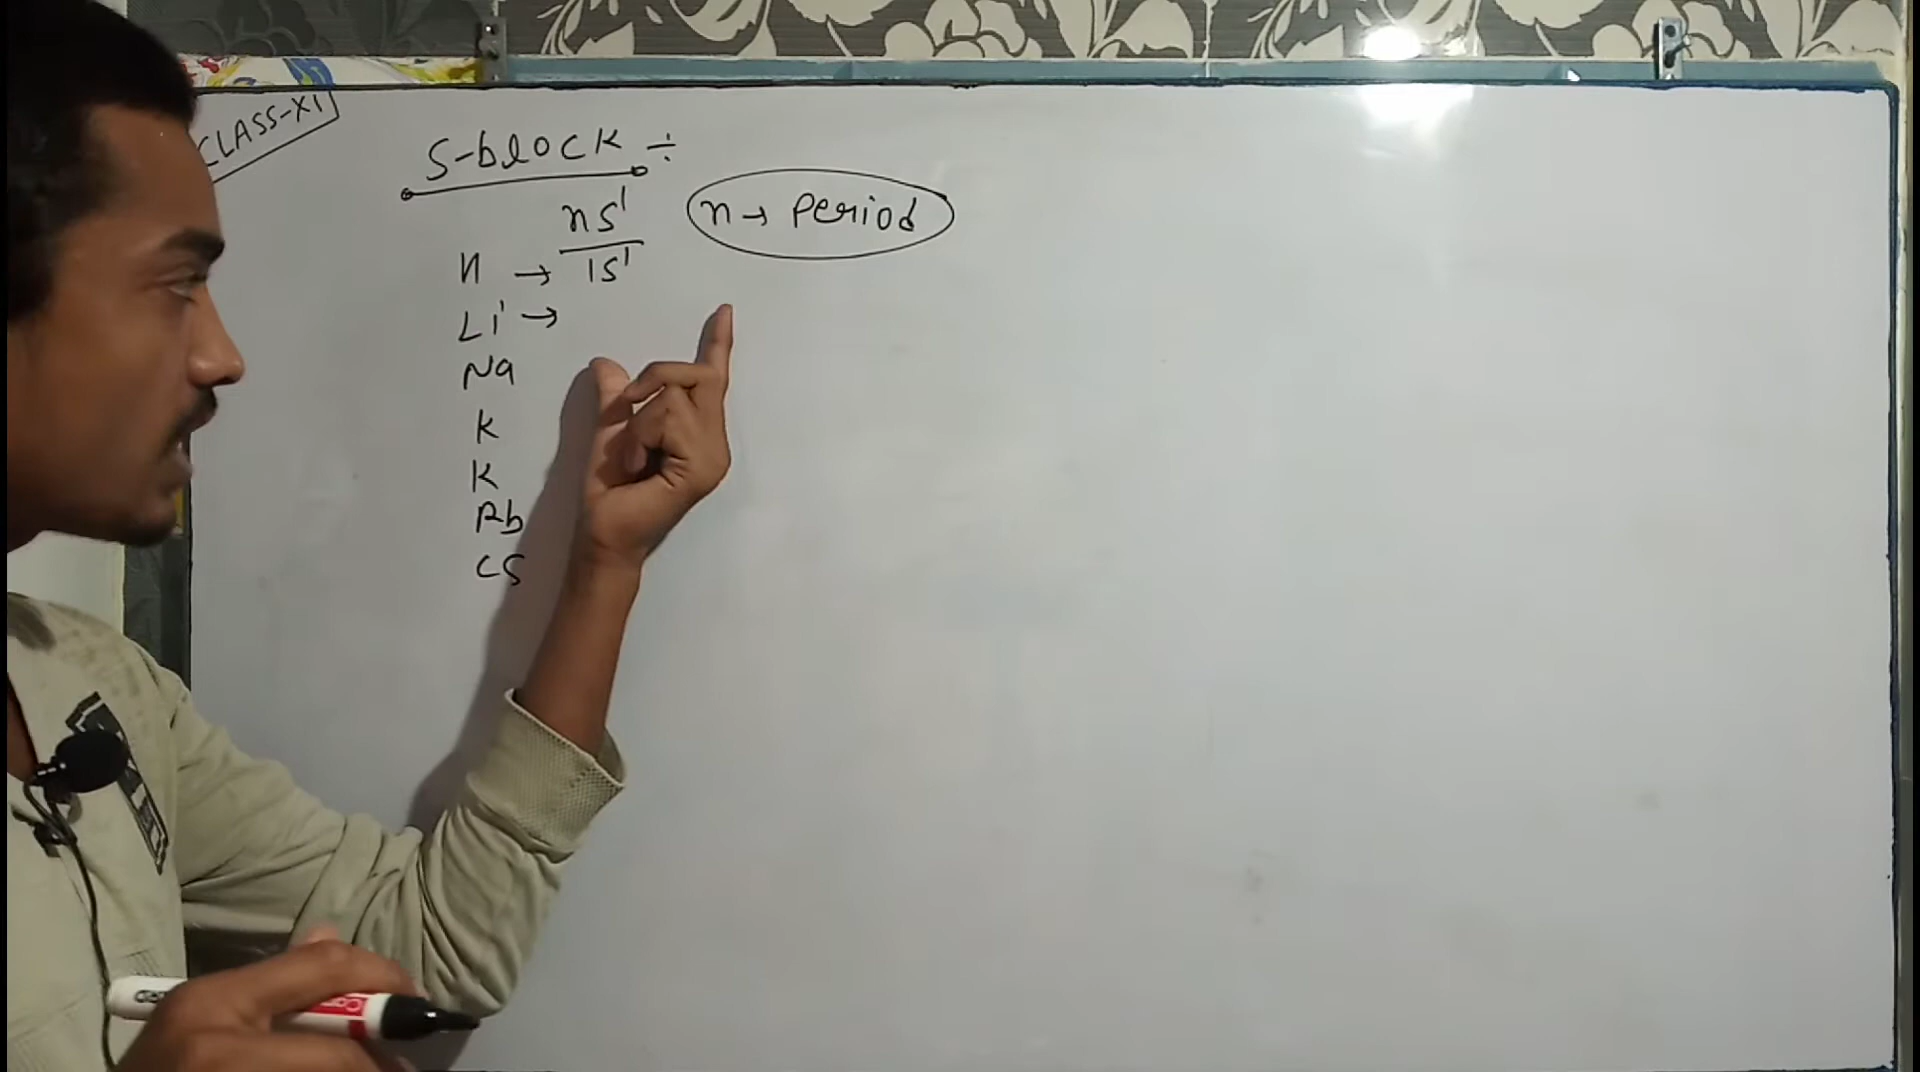 CLASS-XI
S-block ÷
ns¹
n → Period
H → 1s¹
Li →
Na
K
K
Rb
Cs